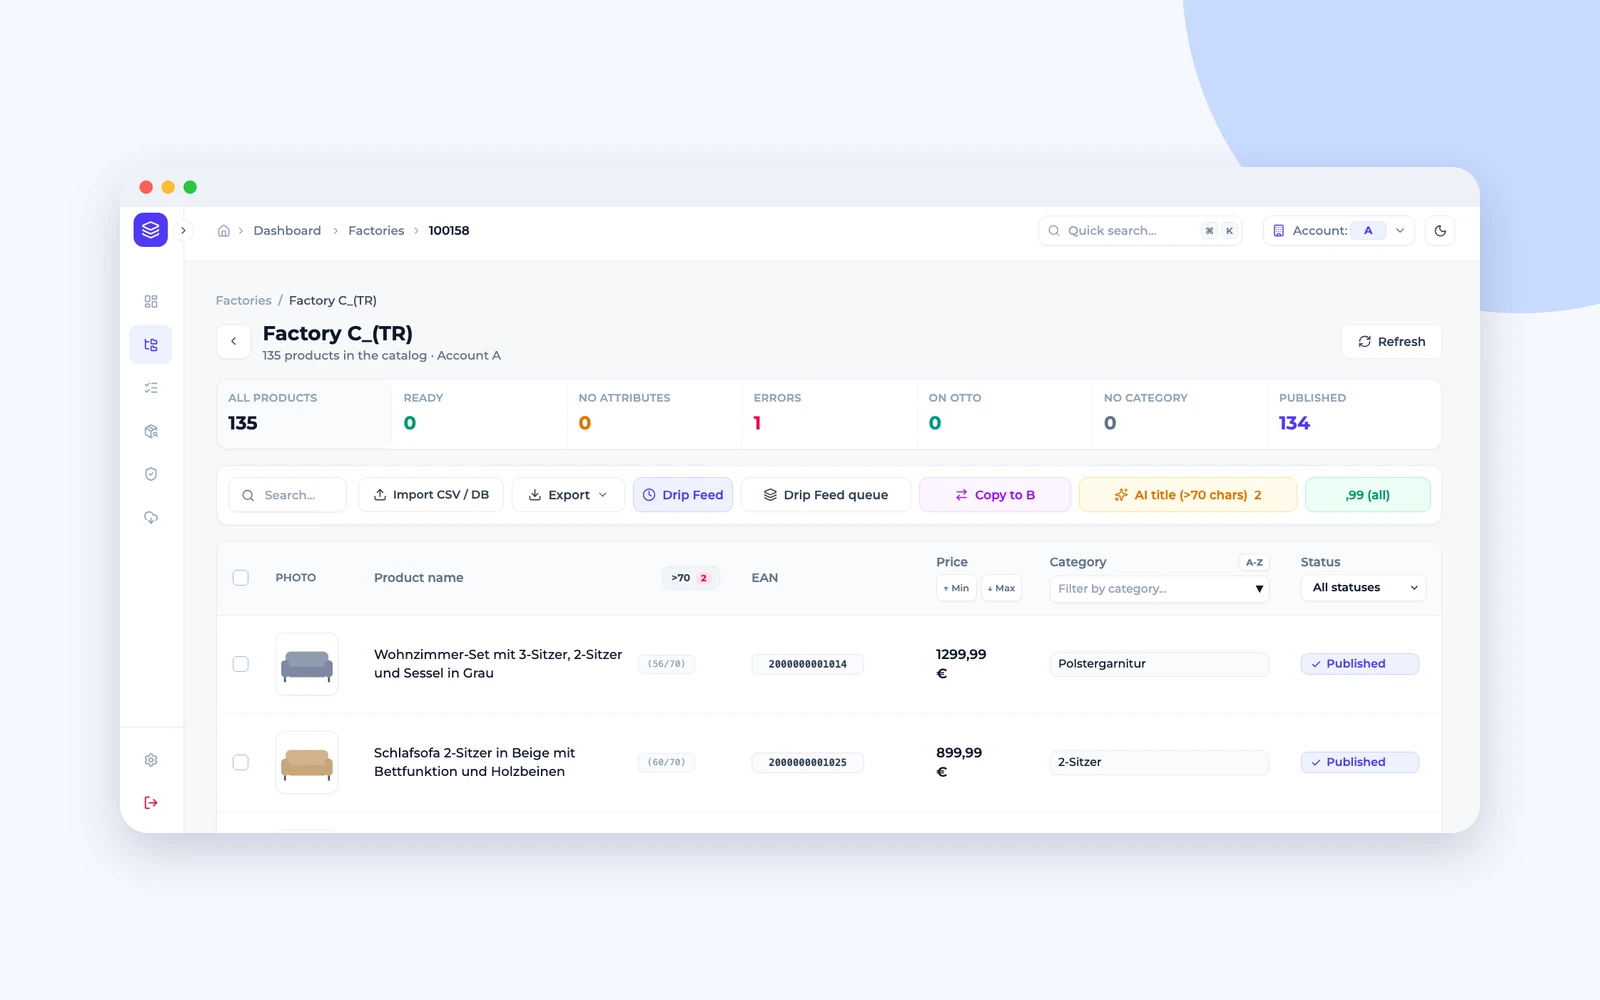 Dashboard > Factories > 100158
Quick search... ⌘ K
Account: A
Factories / Factory C_(TR)
Factory C_(TR)
135 products in the catalog · Account A
Refresh
ALL PRODUCTS READY NO ATTRIBUTES ERRORS ON OTTO NO CATEGORY PUBLISHED
135 0 0 1 0 0 134
Search... Import CSV / DB Export Drip Feed Drip Feed queue Copy to B AI title (>70 chars) 2 ,99 (all)
PHOTO Product name >70 2 EAN
Price
↑ Min ↓ Max
Category A-Z
Filter by category...
Status
All statuses
Wohnzimmer-Set mit 3-Sitzer, 2-Sitzer
und Sessel in Grau
(56/70) 2000000001014
1299,99
€
Polstergarnitur Published
Schlafsofa 2-Sitzer in Beige mit
Bettfunktion und Holzbeinen
(60/70) 2000000001025
899,99
€
2-Sitzer Published